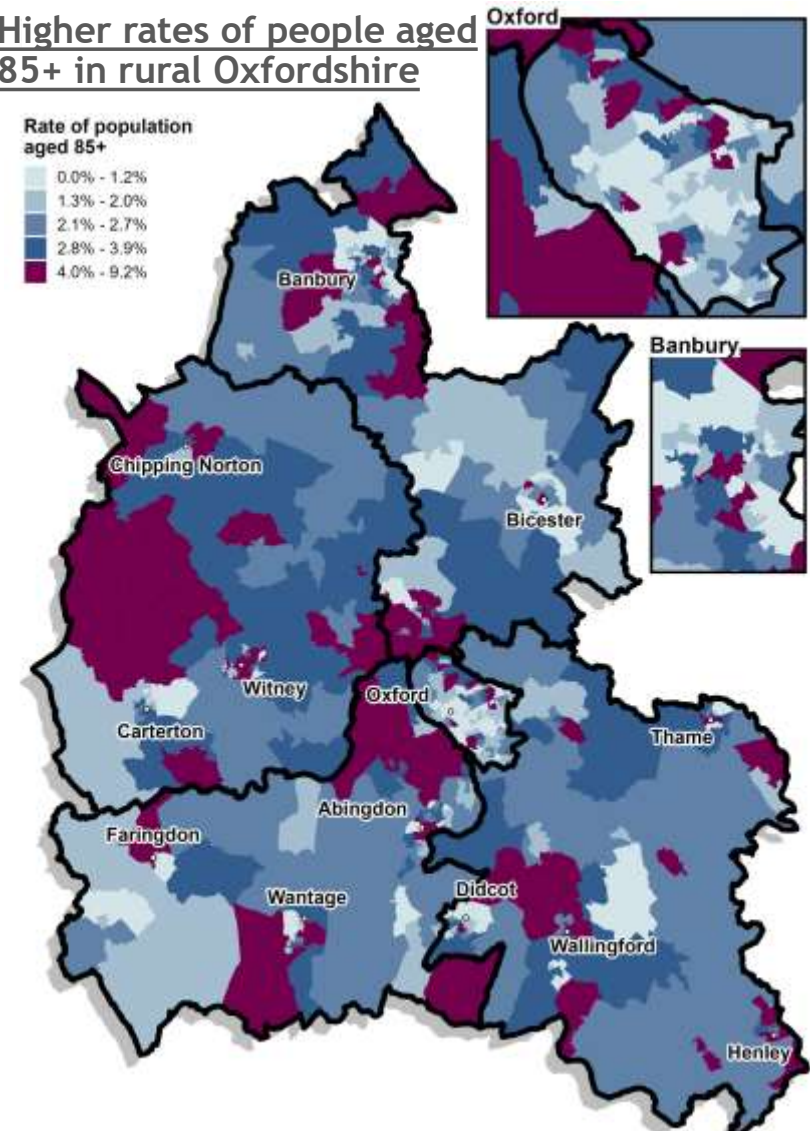 Higher rates of people aged
85+ in rural Oxfordshire
Oxford
Rate of population
aged 85+
0.0% - 1.2%
1.3% - 2.0%
2.1% - 2.7%
2.8% - 3.9%
4.0% - 9.2%
Banbury
Banbury
Chipping Norton
Bicester
Witney
Oxford
Carterton
Thame
Abingdon
Faringdon
Didcot
Wantage
Wallingford
Henley